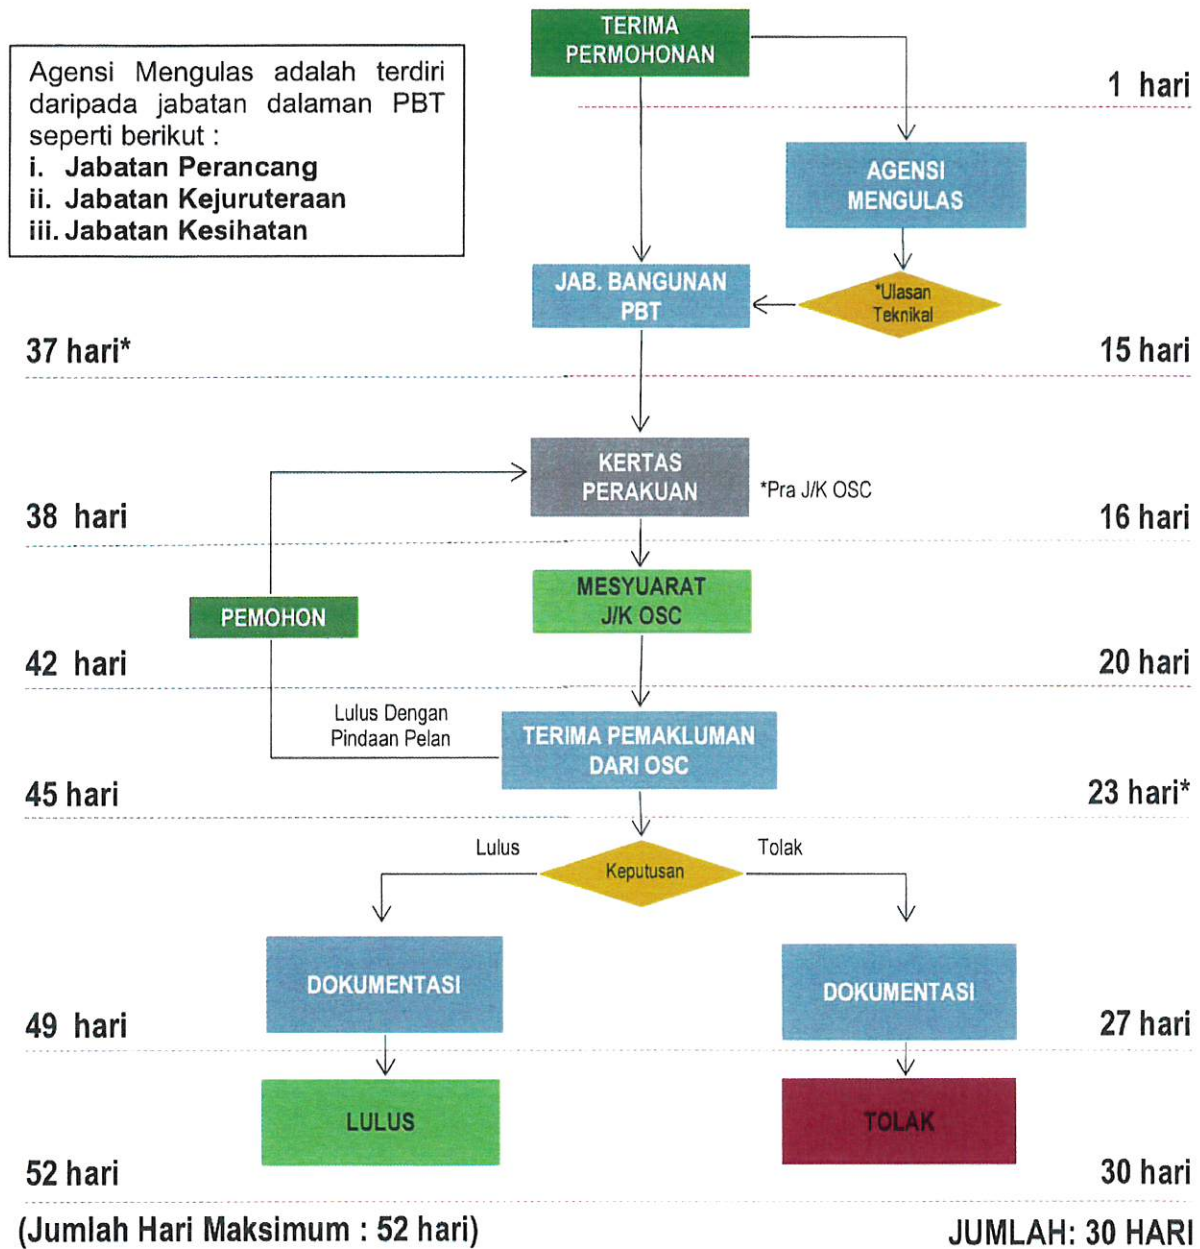 TERIMA
PERMOHONAN
Agensi Mengulas adalah terdiri
daripada jabatan dalaman PBT
seperti berikut :
i. Jabatan Perancang
ii. Jabatan Kejuruteraan
iii. Jabatan Kesihatan
1 hari
AGENSI
MENGULAS
JAB. BANGUNAN
PBT
*Ulasan
Teknikal
37 hari*
15 hari
KERTAS
PERAKUAN
*Pra J/K OSC
38 hari
16 hari
MESYUARAT
J/K OSC
PEMOHON
42 hari
20 hari
Lulus Dengan
Pindaan Pelan
TERIMA PEMAKLUMAN
DARI OSC
45 hari
23 hari*
Lulus
Keputusan
Tolak
DOKUMENTASI
DOKUMENTASI
49 hari
27 hari
LULUS
TOLAK
52 hari
30 hari
(Jumlah Hari Maksimum : 52 hari)
JUMLAH: 30 HARI